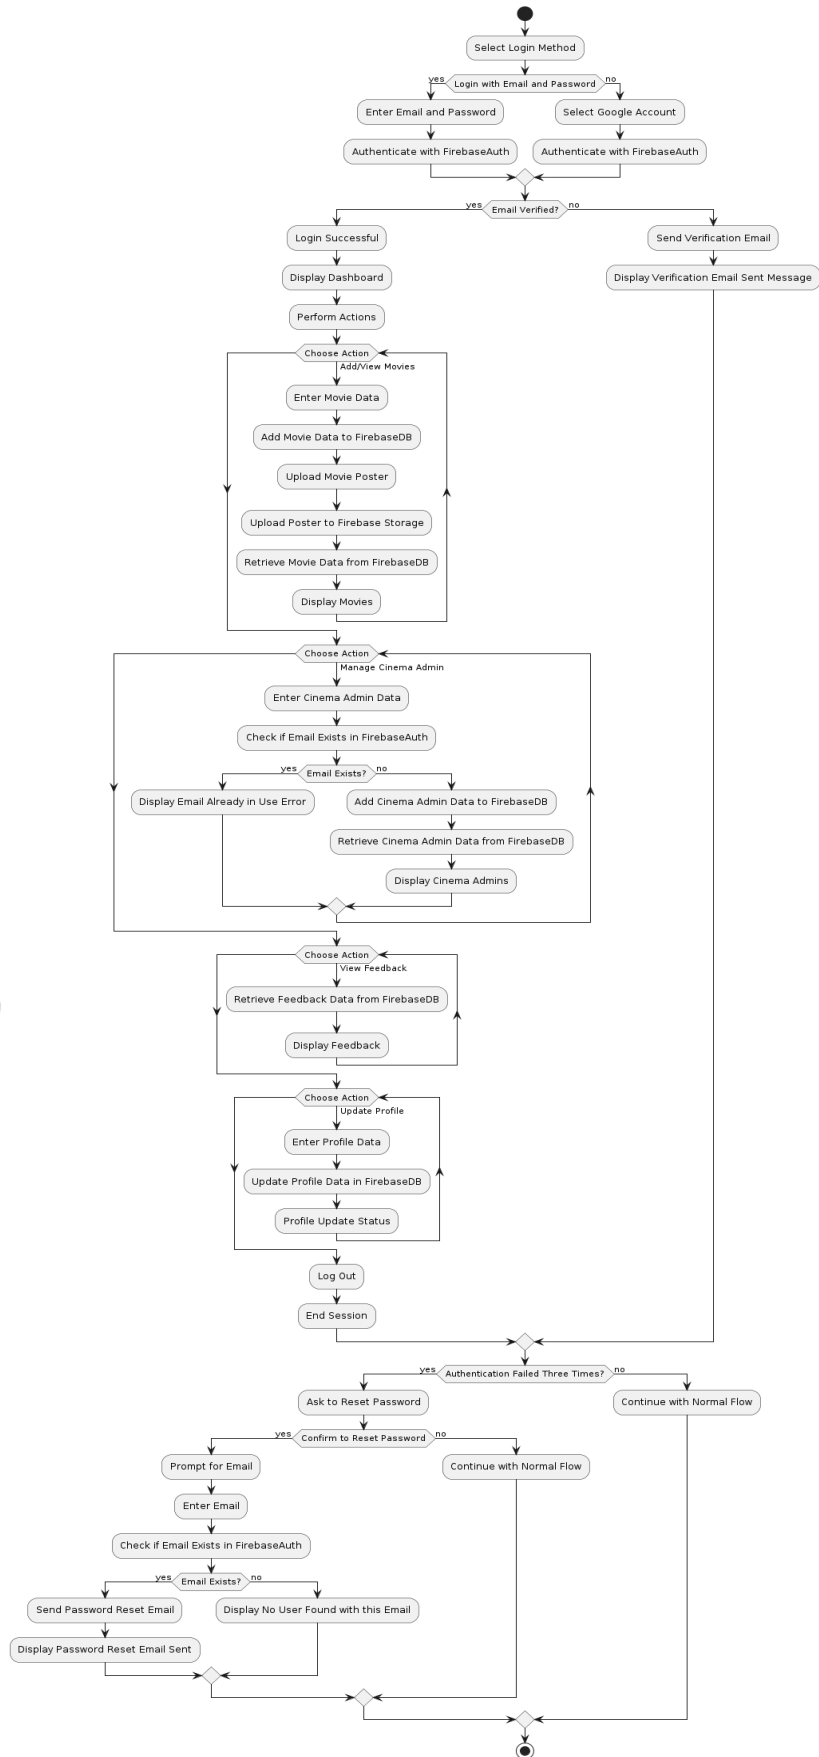 Select Login Method
yes
Login with Email and Password
no
Enter Email and Password
Select Google Account
Authenticate with FirebaseAuth
Authenticate with FirebaseAuth
yes
Email Verified?
no
Login Successful
Send Verification Email
Display Dashboard
Display Verification Email Sent Message
Perform Actions
Choose Action
Add/View Movies
Enter Movie Data
Add Movie Data to FirebaseDB
Upload Movie Poster
Upload Poster to Firebase Storage
Retrieve Movie Data from FirebaseDB
Display Movies
Choose Action
Manage Cinema Admin
Enter Cinema Admin Data
Check if Email Exists in FirebaseAuth
yes
Email Exists?
no
Display Email Already in Use Error
Add Cinema Admin Data to FirebaseDB
Retrieve Cinema Admin Data from FirebaseDB
Display Cinema Admins
Choose Action
View Feedback
Retrieve Feedback Data from FirebaseDB
Display Feedback
Choose Action
Update Profile
Enter Profile Data
Update Profile Data in FirebaseDB
Profile Update Status
Log Out
End Session
yes
Authentication Failed Three Times?
no
Ask to Reset Password
Continue with Normal Flow
yes
Confirm to Reset Password
no
Prompt for Email
Continue with Normal Flow
Enter Email
Check if Email Exists in FirebaseAuth
yes
Email Exists?
no
Send Password Reset Email
Display No User Found with this Email
Display Password Reset Email Sent